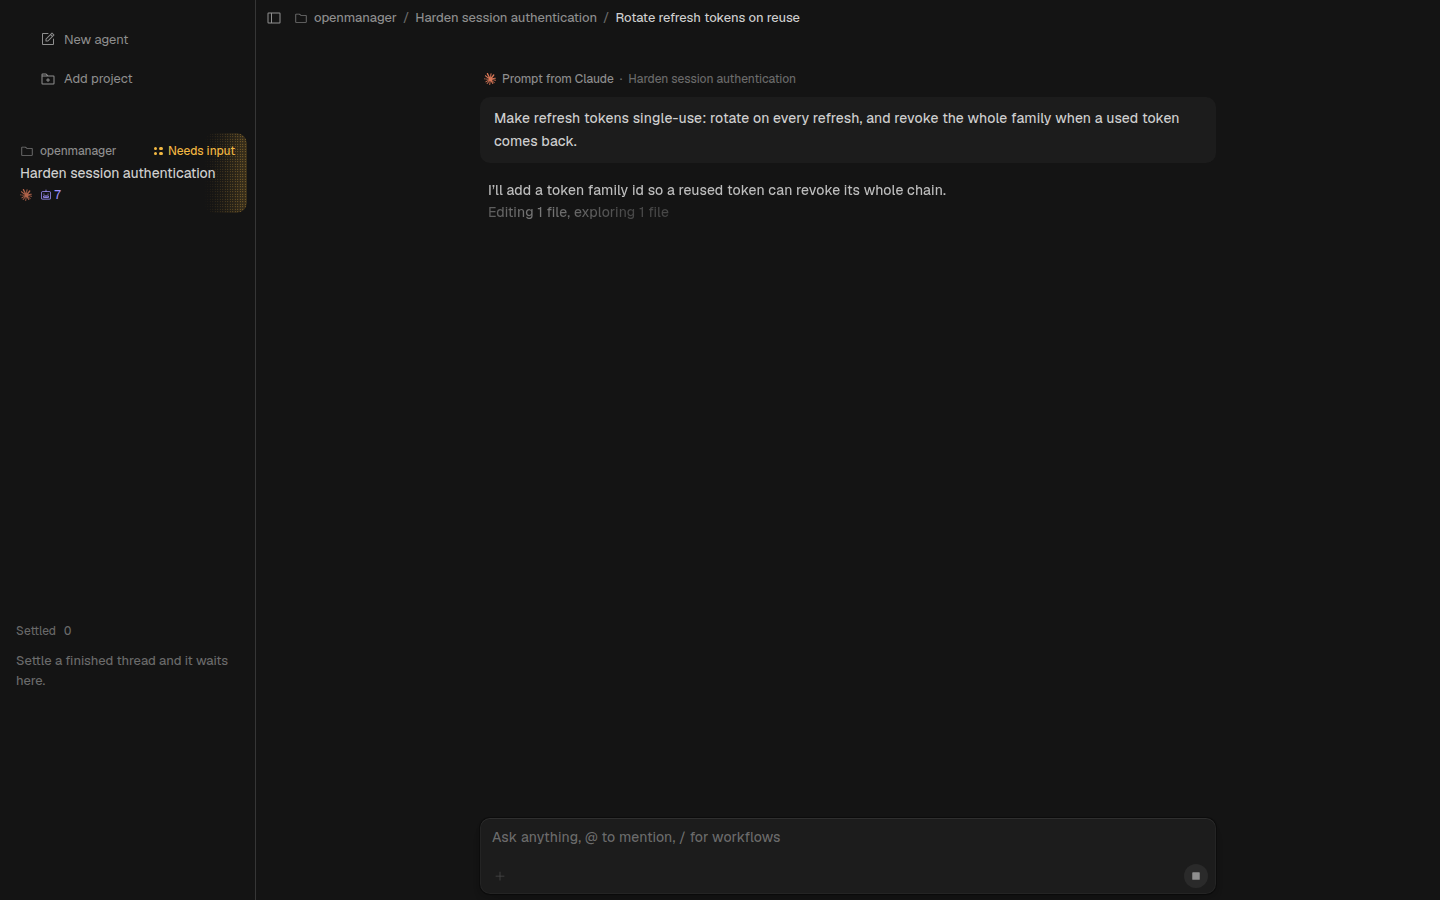 New agent
Add project
openmanager Needs input
Harden session authentication
7
Settled 0
Settle a finished thread and it waits
here.
openmanager / Harden session authentication / Rotate refresh tokens on reuse
Prompt from Claude · Harden session authentication
Make refresh tokens single-use: rotate on every refresh, and revoke the whole family when a used token
comes back.
I'll add a token family id so a reused token can revoke its whole chain.
Editing 1 file, exploring 1 file
Ask anything, @ to mention, / for workflows